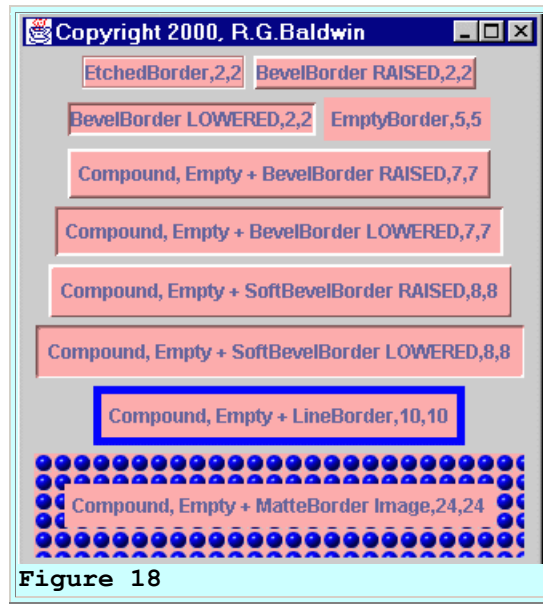 Copyright 2000, R.G.Baldwin
EtchedBorder,2,2 BevelBorder RAISED,2,2
BevelBorder LOWERED,2,2 EmptyBorder,5,5
Compound, Empty + BevelBorder RAISED,7,7
Compound, Empty + BevelBorder LOWERED,7,7
Compound, Empty + SoftBevelBorder RAISED,8,8
Compound, Empty + SoftBevelBorder LOWERED,8,8
Compound, Empty + LineBorder,10,10
Compound, Empty + MatteBorder Image,24,24
Figure 18